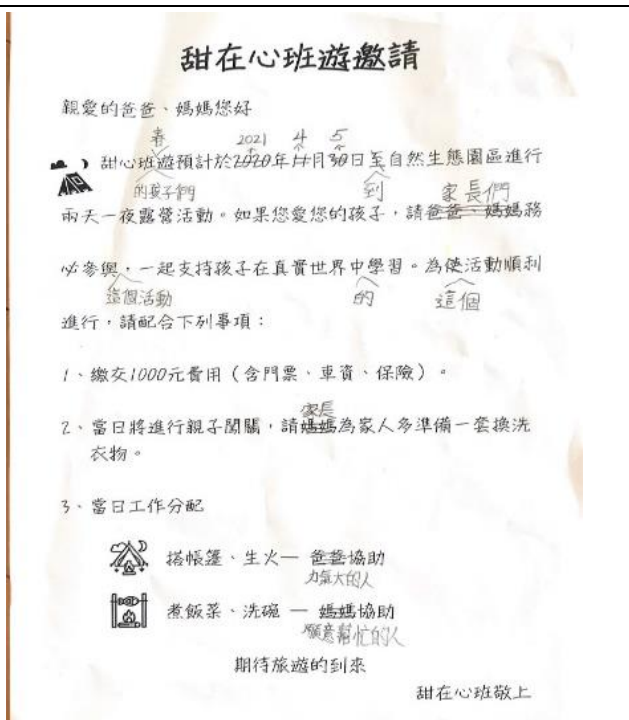 甜在心班遊邀請
親愛的爸爸、媽媽您好
春 2021 4 5
甜心班遊預計於2020年11月30日至自然生態園區進行
的孩子們 到 家長們
兩天一夜露營活動。如果您愛您的孩子，請爸爸、媽媽務
必參與，一起支持孩子在真實世界中學習。為使活動順利
這個活動 的 這個
進行，請配合下列事項：
1、繳交1000元費用（含門票、車資、保險）。
家長
2、當日將進行親子闖關，請媽媽為家人多準備一套換洗
衣物。
3、當日工作分配
搭帳篷、生火— 爸爸協助
力氣大的人
煮飯菜、洗碗 — 媽媽協助
願意幫忙的人
期待旅遊的到來
甜在心班敬上